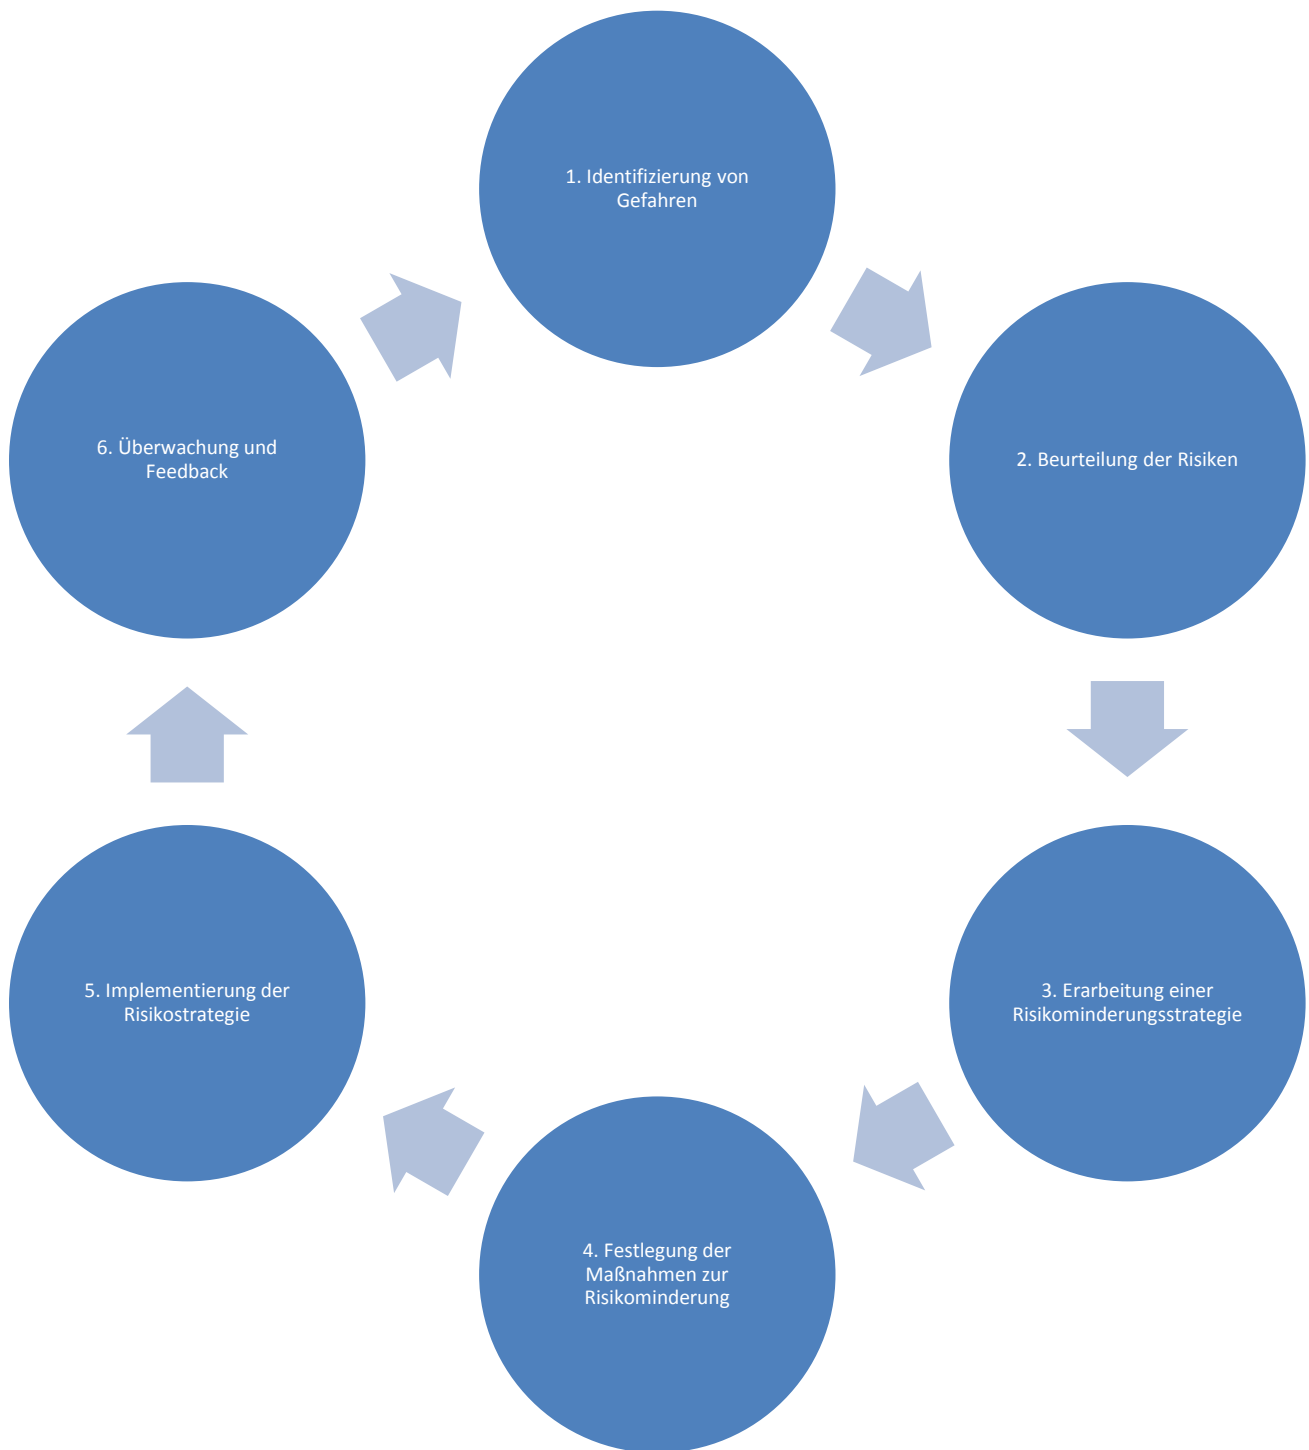 1. Identifizierung von
Gefahren
2. Beurteilung der Risiken
3. Erarbeitung einer
Risikominderungsstrategie
4. Festlegung der
Maßnahmen zur
Risikominderung
5. Implementierung der
Risikostrategie
6. Überwachung und
Feedback